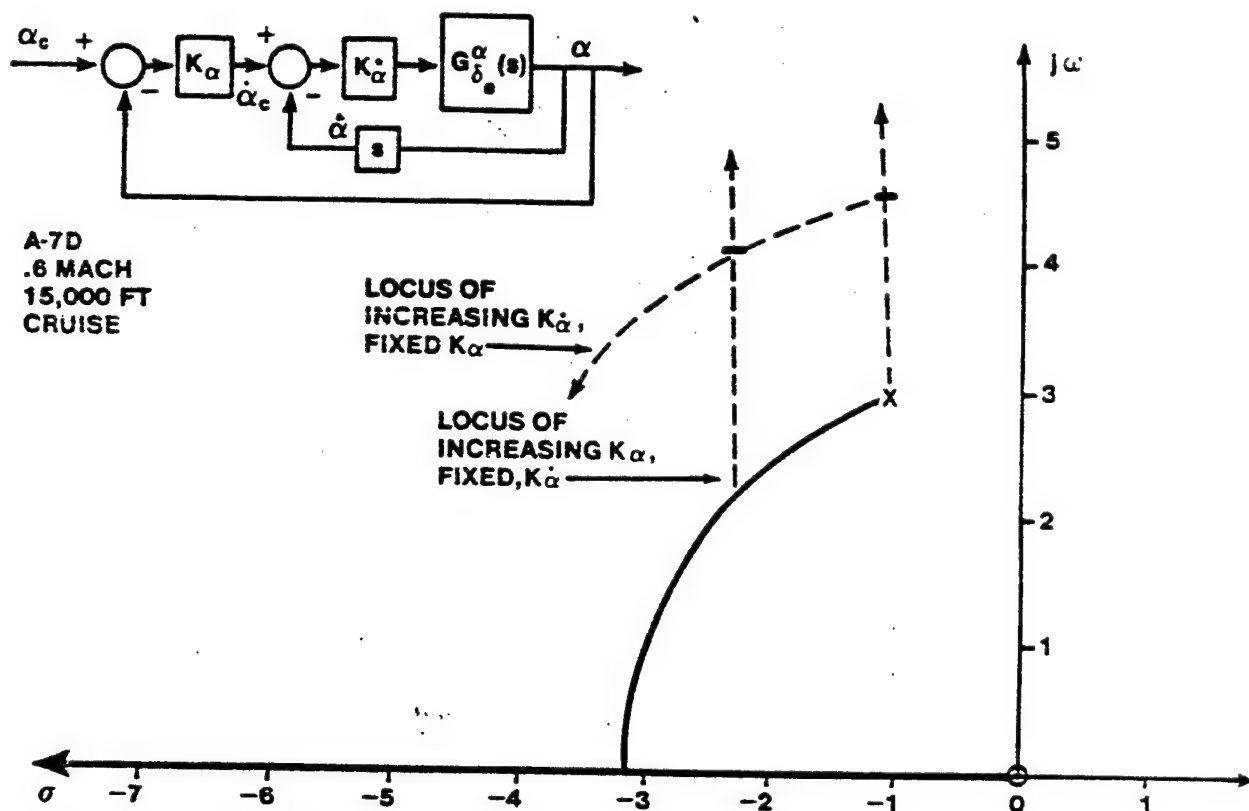 α_c + − K_α α̇_c + − K_α̇ G^α_δe (s) α
α̇ s
A-7D
.6 MACH
15,000 FT
CRUISE
LOCUS OF
INCREASING K_α̇,
FIXED K_α
LOCUS OF
INCREASING K_α,
FIXED,K_α̇
jω
5
4
3
X
2
1
σ −7 −6 −5 −4 −3 −2 −1 0 1